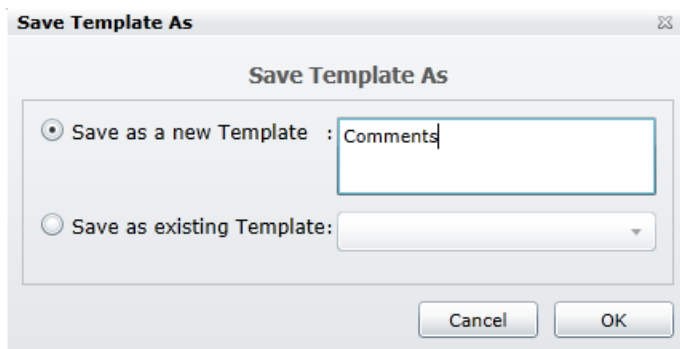 Save Template As
Save Template As
Save as a new Template : Comments
Save as existing Template:
Cancel OK